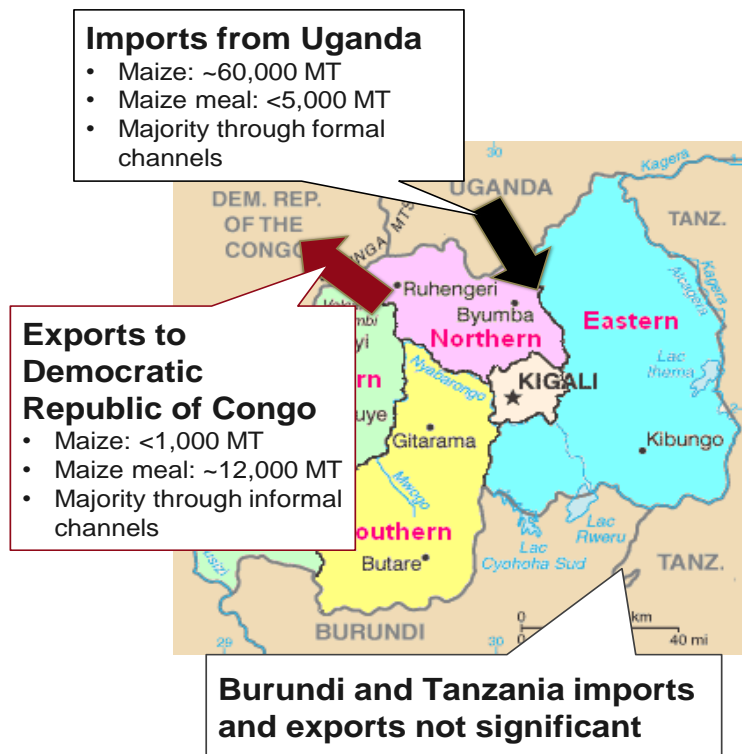 Imports from Uganda
• Maize: ~60,000 MT
• Maize meal: <5,000 MT
• Majority through formal
channels
30
Kagera
UGANDA
DEM. REP.
OF THE
CONGO
MTS
TANZ.
Kagera
Alcagera
Ruhengeri
Byumba
Northern
Eastern
Lac
Ihema
Exports to
Democratic
Republic of Congo
• Maize: <1,000 MT
• Maize meal: ~12,000 MT
• Majority through informal
channels
Nyabarongo
KIGALI
Gitarama
Kibungo
Mwogo
Butare
Lac
Cyohoha Sud
Lac
Rweru
TANZ.
BURUNDI
29
30
0
km
0
40 mi
Burundi and Tanzania imports
and exports not significant